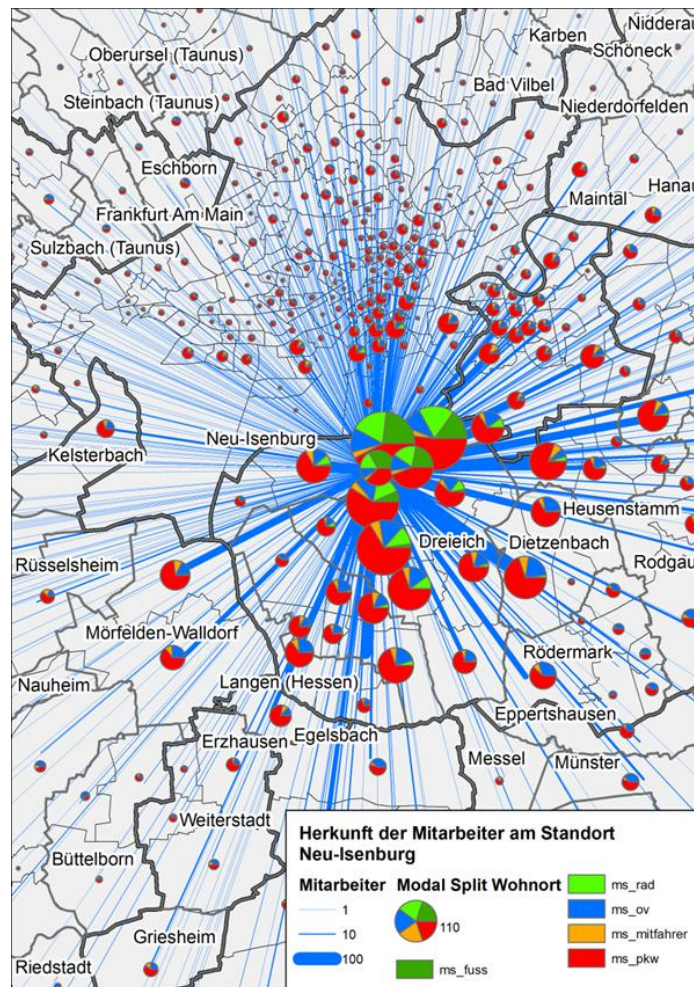 Karben
Nidderau
Oberursel (Taunus)
Schöneck
Bad Vilbel
Steinbach (Taunus)
Niederdorfelden
Eschborn
Hanau
Maintal
Frankfurt Am Main
Sulzbach (Taunus)
Neu-Isenburg
Kelsterbach
Heusenstamm
Dreieich
Dietzenbach
Rüsselsheim
Rodgau
Mörfelden-Walldorf
Rödermark
Nauheim
Langen (Hessen)
Eppertshausen
Egelsbach
Erzhausen
Messel
Münster
Weiterstadt
Büttelborn
Griesheim
Riedstadt
Herkunft der Mitarbeiter am Standort
Neu-Isenburg
Mitarbeiter
Modal Split Wohnort
1
10
100
110
ms_fuss
ms_rad
ms_ov
ms_mitfahrer
ms_pkw